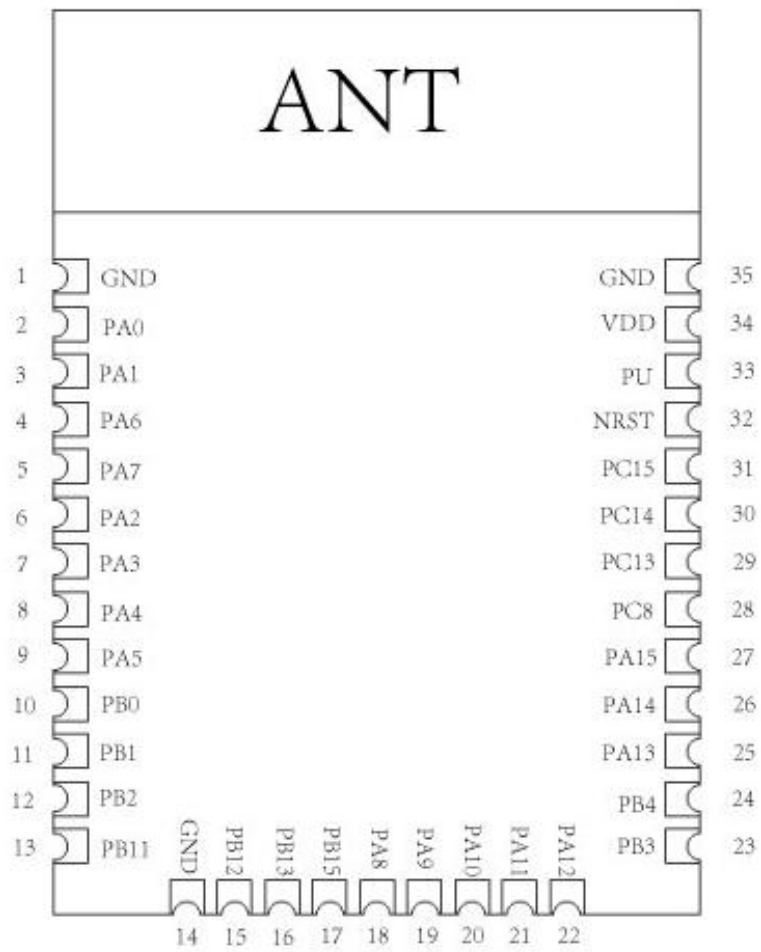 ANT
1 GND GND 35
2 PA0 VDD 34
3 PA1 PU 33
4 PA6 NRST 32
5 PA7 PC15 31
6 PA2 PC14 30
7 PA3 PC13 29
8 PA4 PC8 28
9 PA5 PA15 27
10 PB0 PA14 26
11 PB1 PA13 25
12 PB2 PB4 24
13 PB11 PB3 23
GND PB12 PB13 PB15 PA8 PA9 PA10 PA11 PA12
14 15 16 17 18 19 20 21 22